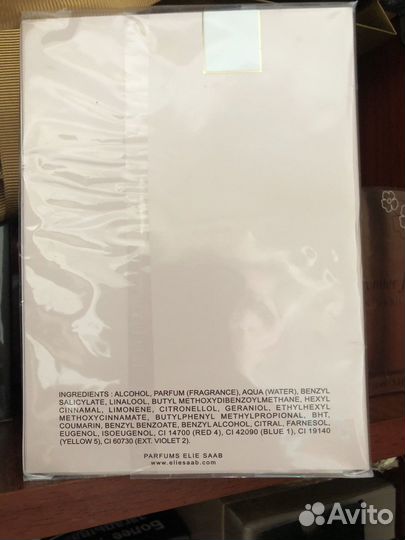 INGREDIENTS : ALCOHOL, PARFUM (FRAGRANCE), AQUA (WATER), BENZYL
SALICYLATE, LINALOOL, BUTYL METHOXYDIBENZOYLMETHANE, HEXYL
CINNAMAL, LIMONENE, CITRONELLOL, GERANIOL, ETHYLHEXYL
METHOXYCINNAMATE, BUTYLPHENYL METHYLPROPIONAL, BHT,
COUMARIN, BENZYL BENZOATE, BENZYL ALCOHOL, CITRAL, FARNESOL,
EUGENOL, ISOEUGENOL, CI 14700 (RED 4), CI 42090 (BLUE 1), CI 19140
(YELLOW 5), CI 60730 (EXT. VIOLET 2).
PARFUMS ELIE SAAB
www.eliesaab.com
Более
Avito